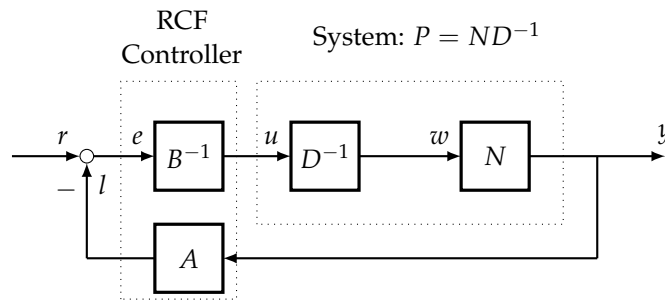 RCF
Controller
System: P = ND⁻¹
r
e
B⁻¹
u
D⁻¹
w
N
y
−
l
A